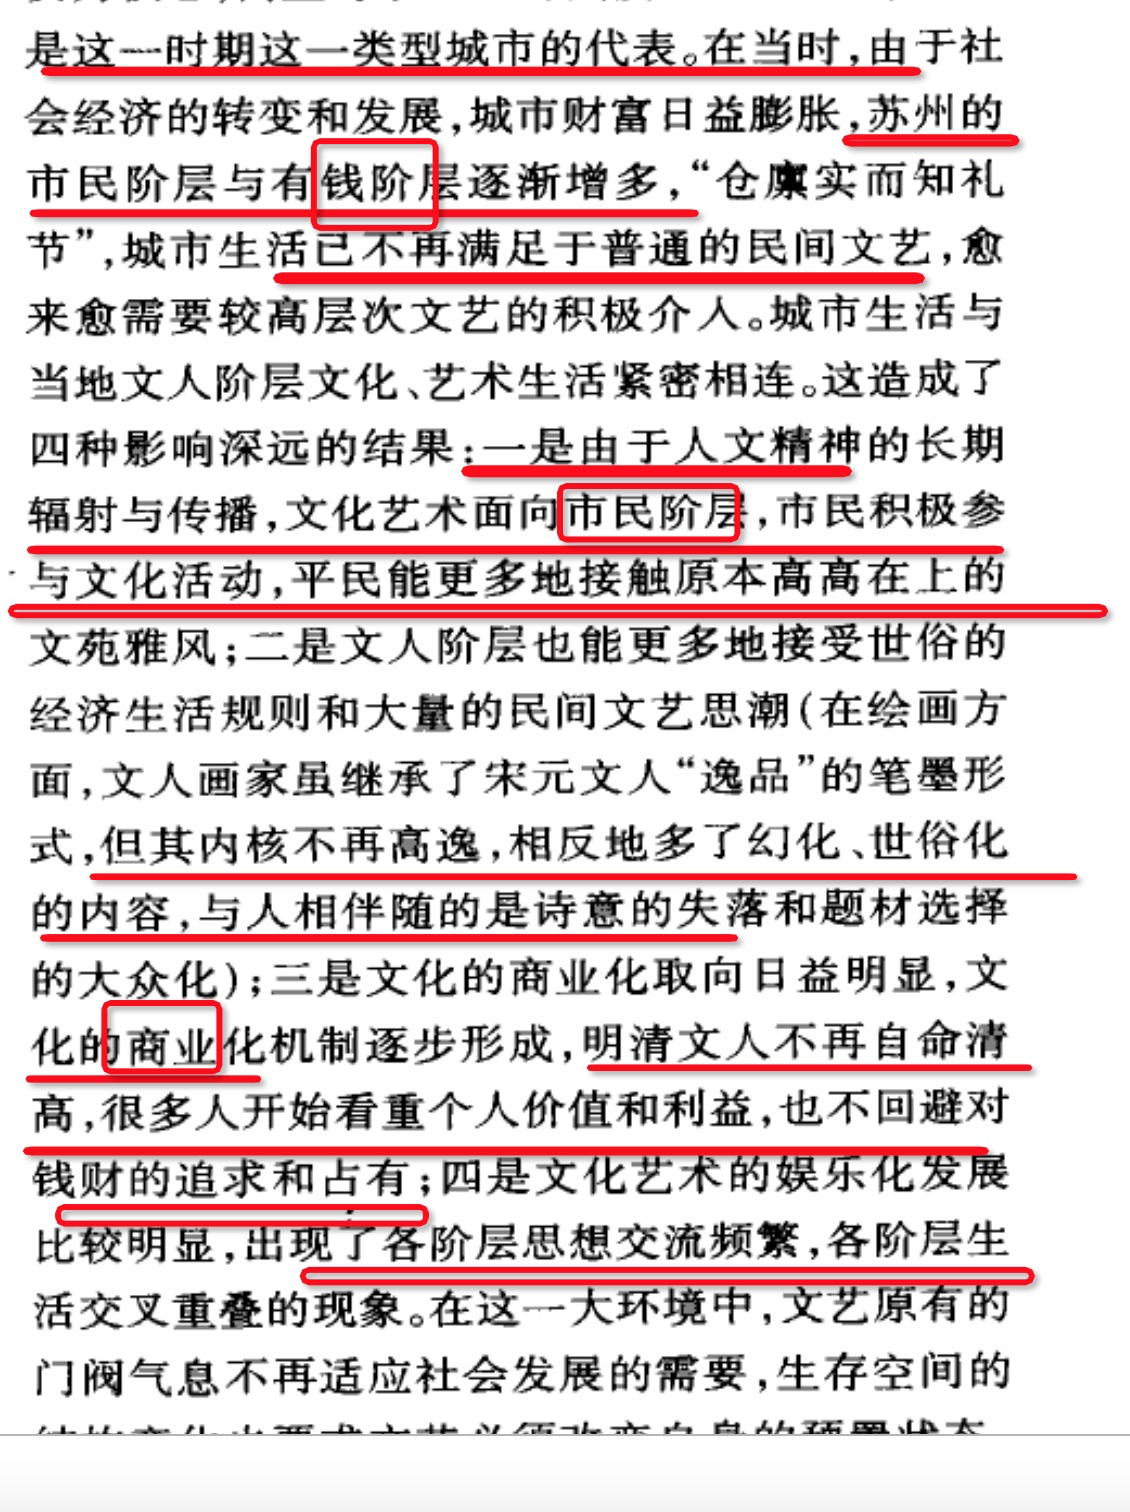 是这一时期这一类型城市的代表。在当时,由于社
会经济的转变和发展,城市财富日益膨胀,苏州的
市民阶层与有钱阶层逐渐增多,“仓廪实而知礼
节”,城市生活已不再满足于普通的民间文艺,愈
来愈需要较高层次文艺的积极介人。城市生活与
当地文人阶层文化、艺术生活紧密相连。这造成了
四种影响深远的结果:一是由于人文精神的长期
辐射与传播,文化艺术面向市民阶层,市民积极参
与文化活动,平民能更多地接触原本高高在上的
文苑雅风;二是文人阶层也能更多地接受世俗的
经济生活规则和大量的民间文艺思潮(在绘画方
面,文人画家虽继承了宋元文人“逸品”的笔墨形
式,但其内核不再高逸,相反地多了幻化、世俗化
的内容,与人相伴随的是诗意的失落和题材选择
的大众化);三是文化的商业化取向日益明显,文
化的商业化机制逐步形成,明清文人不再自命清
高,很多人开始看重个人价值和利益,也不回避对
钱财的追求和占有;四是文化艺术的娱乐化发展
比较明显,出现了各阶层思想交流频繁,各阶层生
活交叉重叠的现象。在这一大环境中,文艺原有的
门阀气息不再适应社会发展的需要,生存空间的